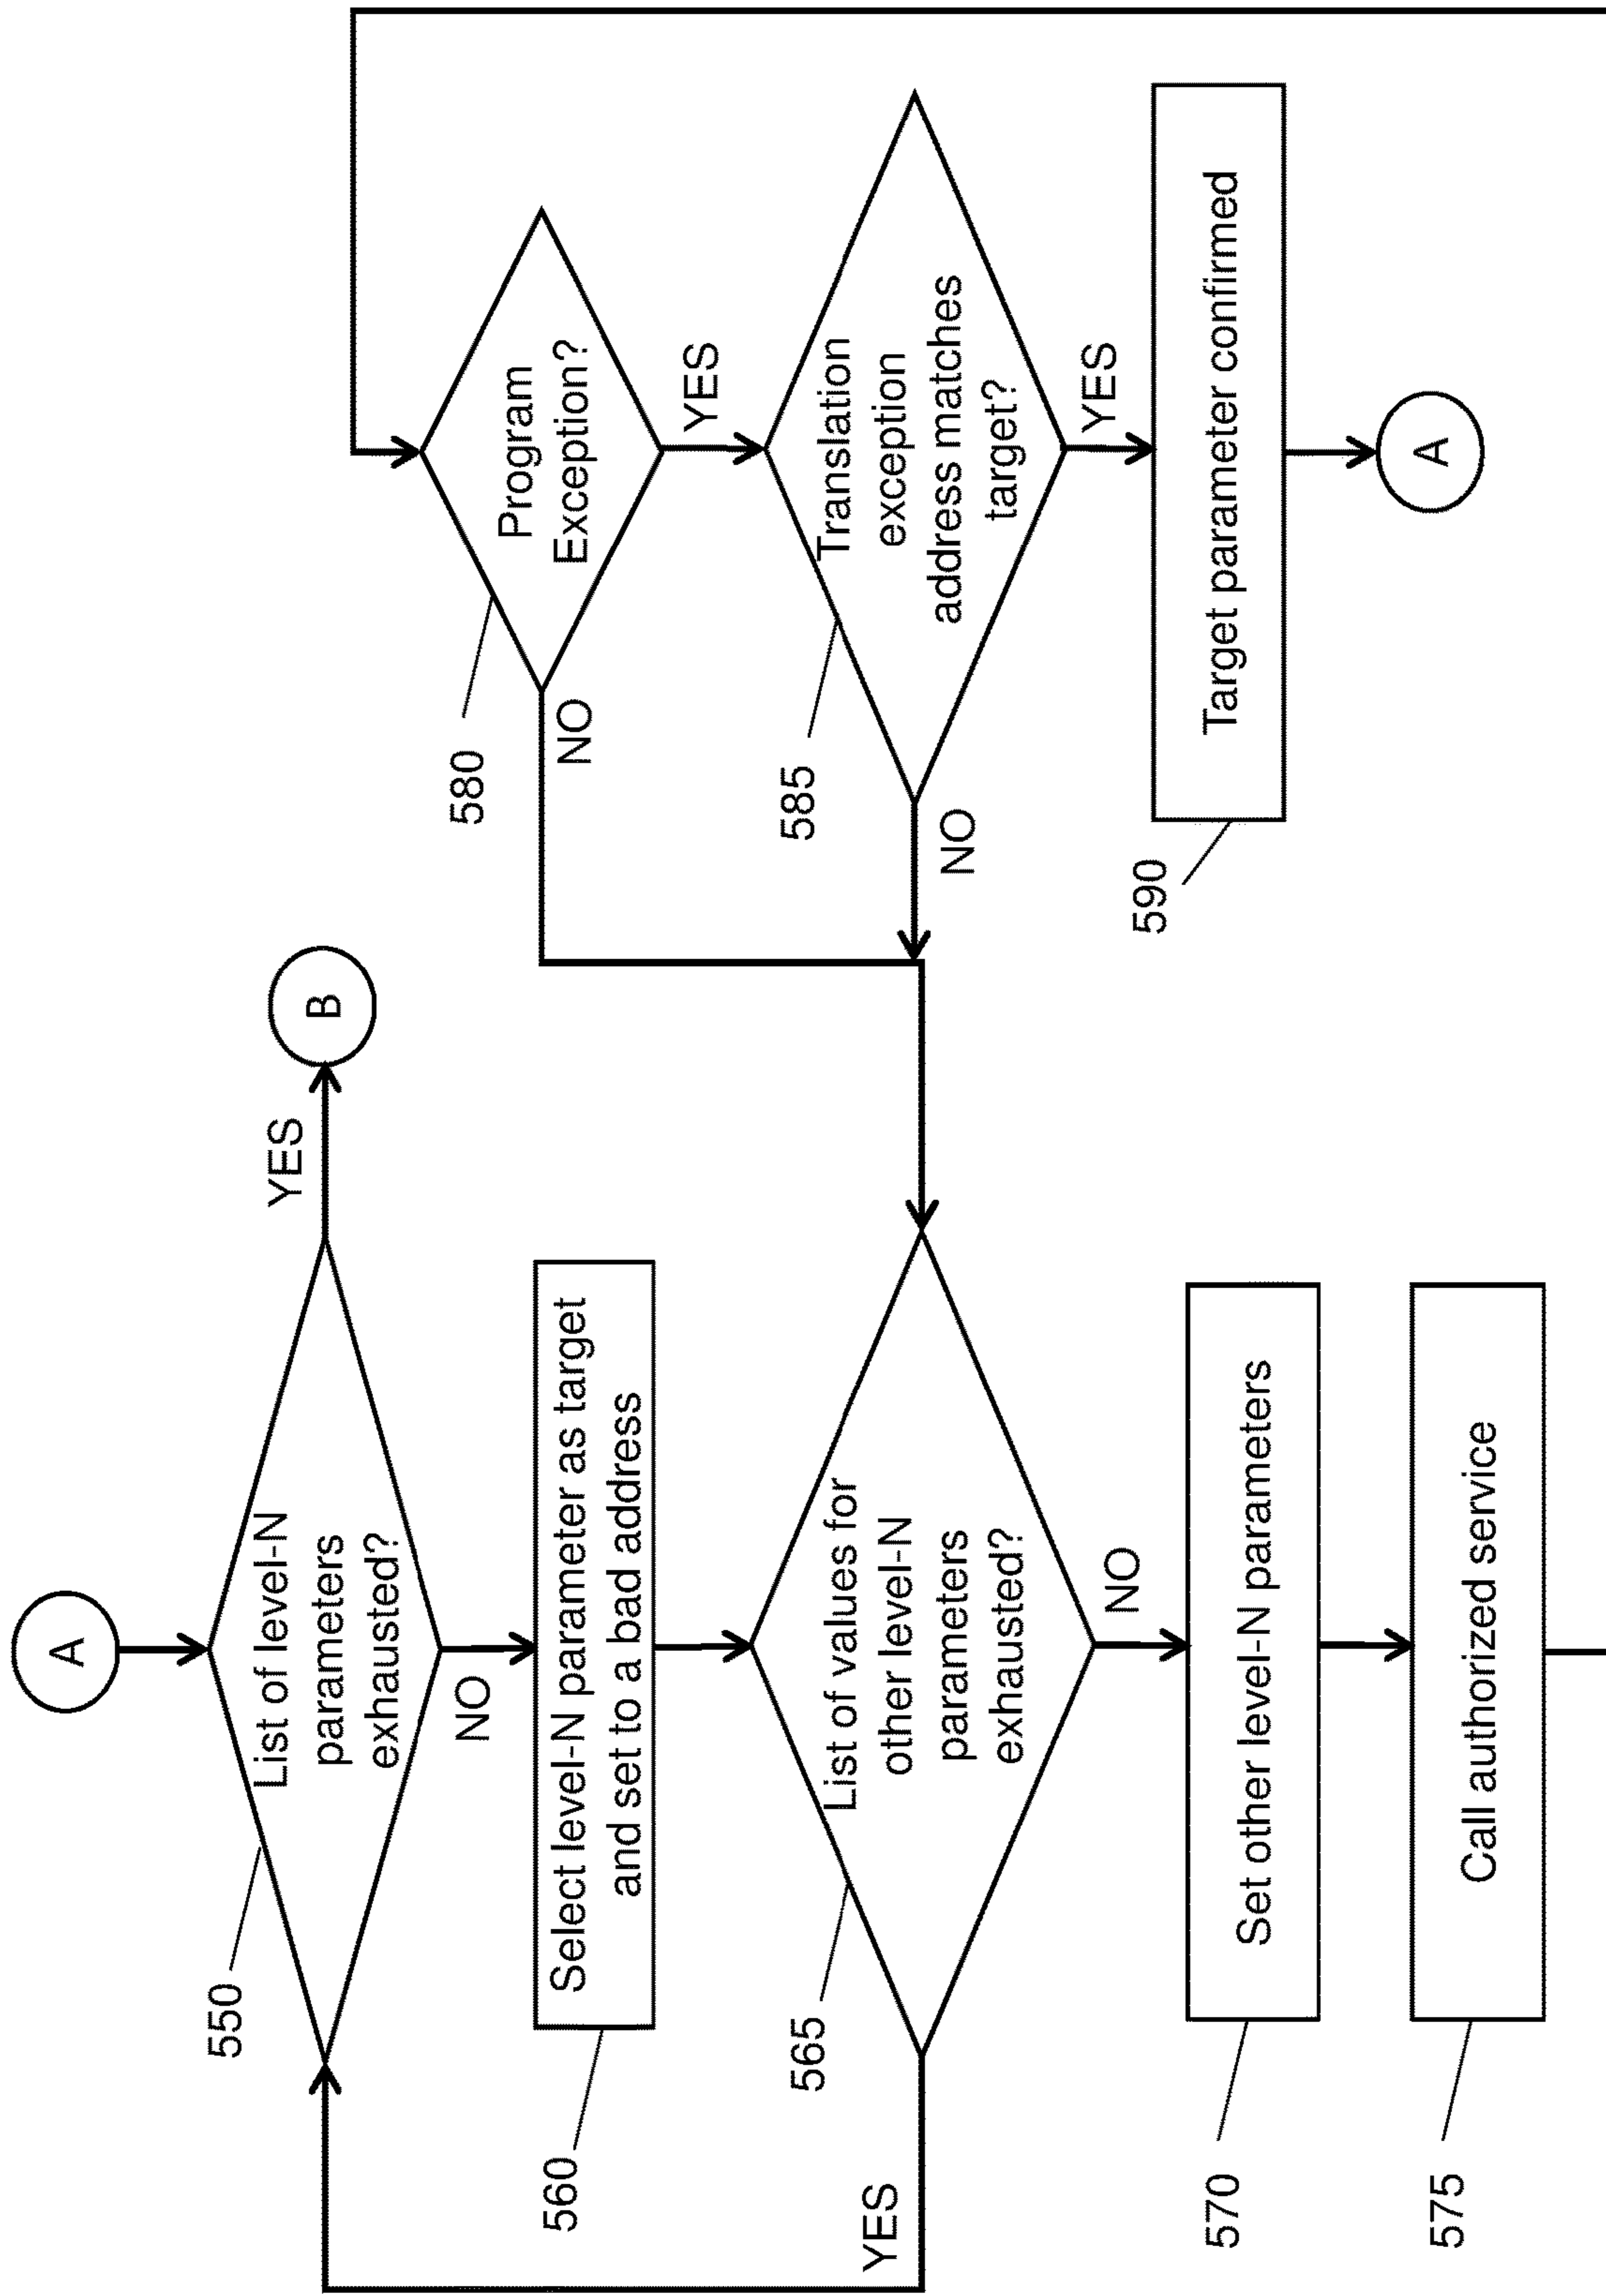 A
550
List of level-N
parameters
exhausted?
YES
B
NO
560
Select level-N parameter as target
and set to a bad address
565
List of values for
other level-N
parameters
exhausted?
YES
NO
570
Set other level-N parameters
575
Call authorized service
580
Program
Exception?
NO
YES
585
Translation
exception
address matches
target?
NO
YES
590
Target parameter confirmed
A